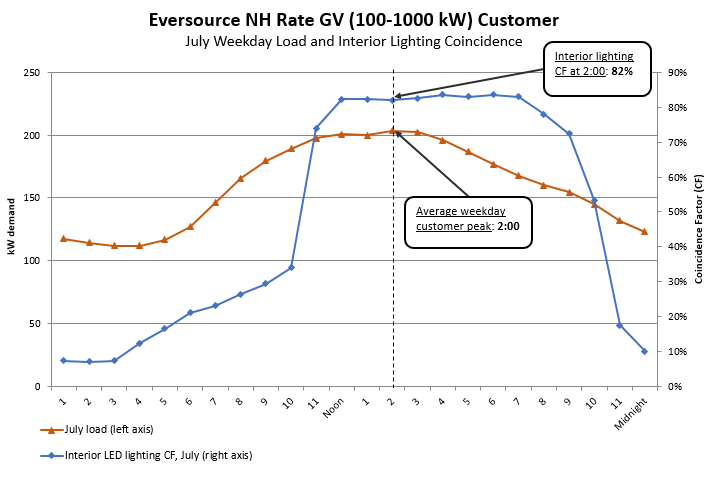 Eversource NH Rate GV (100-1000 kW) Customer
July Weekday Load and Interior Lighting Coincidence
Interior lighting
CF at 2:00: 82%
Average weekday
customer peak: 2:00
kW demand
250
200
150
100
50
0
Coincidence Factor (CF)
90%
80%
70%
60%
50%
40%
30%
20%
10%
0%
1 2 3 4 5 6 7 8 9 10 11 Noon 1 2 3 4 5 6 7 8 9 10 11 Midnight
July load (left axis)
Interior LED lighting CF, July (right axis)